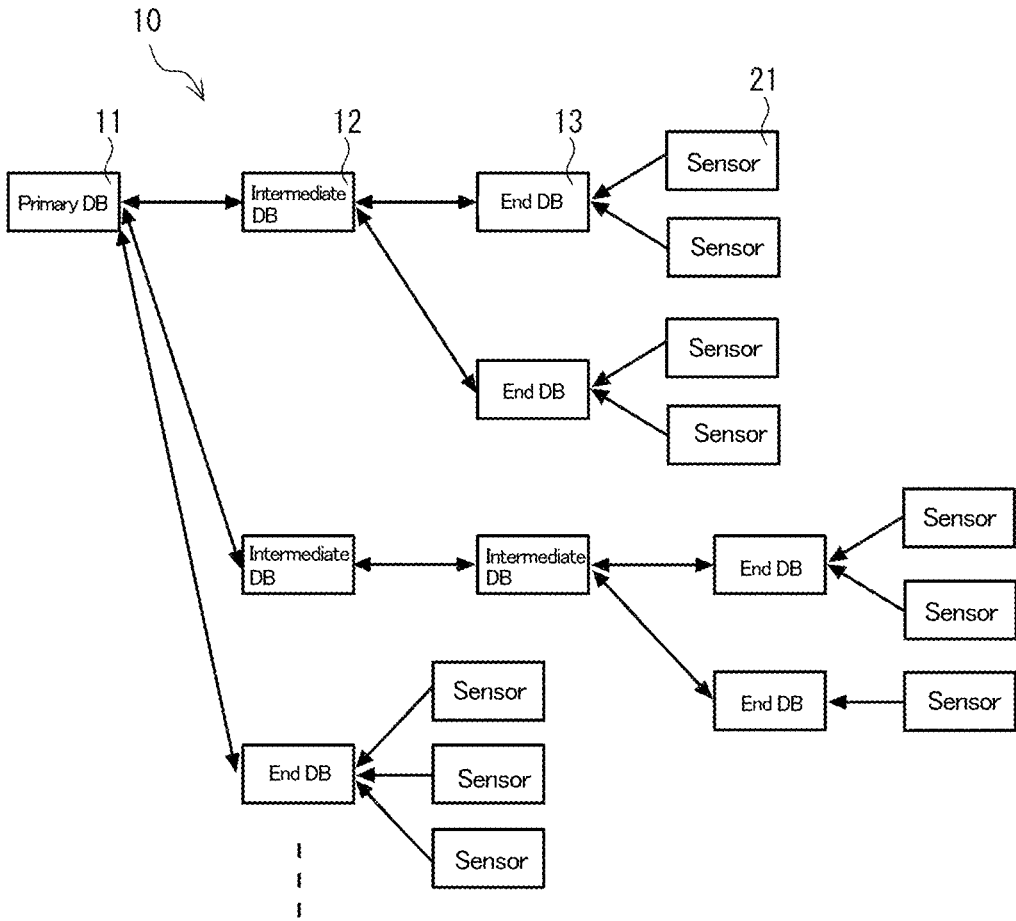 10
11
12
13
21
Primary DB
Intermediate
DB
End DB
Sensor
Sensor
End DB
Sensor
Sensor
Intermediate
DB
Intermediate
DB
End DB
Sensor
Sensor
End DB
Sensor
End DB
Sensor
Sensor
Sensor